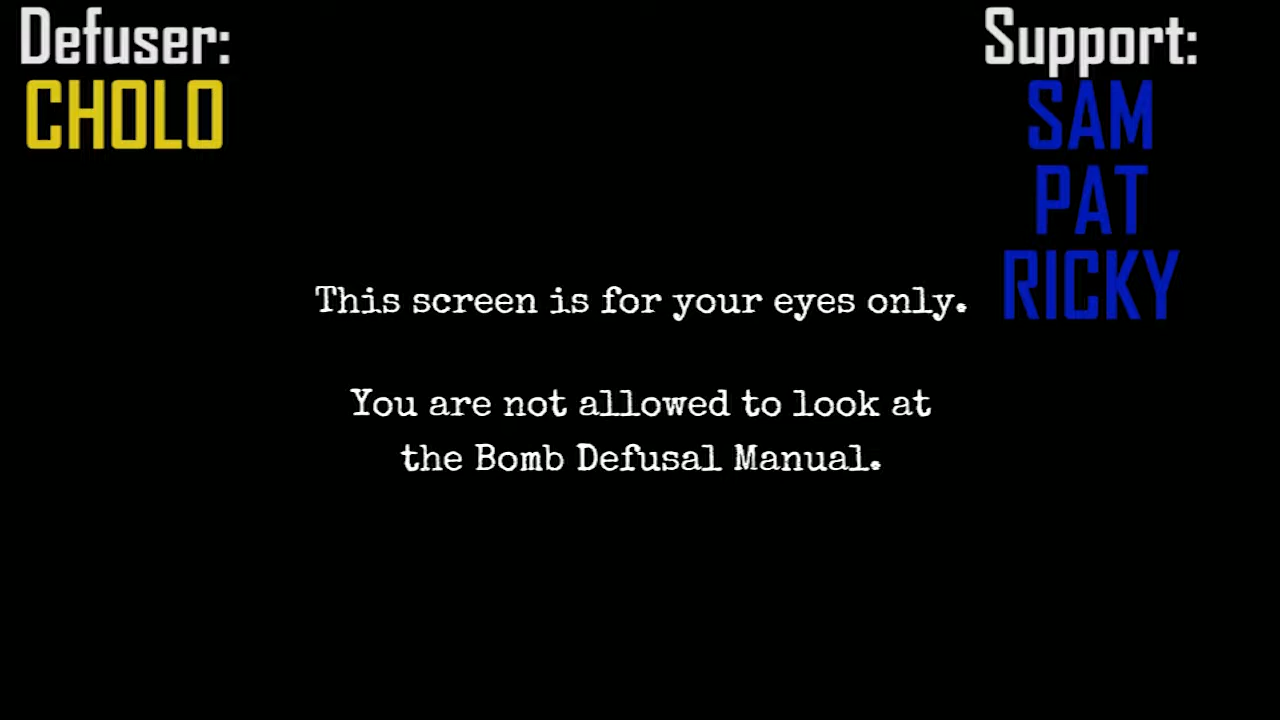 Defuser:
CHOLO
Support:
SAM
PAT
RICKY
This screen is for your eyes only.
You are not allowed to look at
the Bomb Defusal Manual.